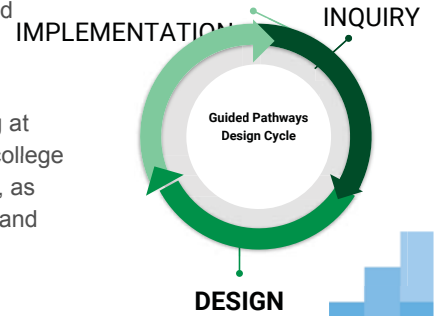 d
IMPLEMENTATION
INQUIRY
g at
college
, as
and
Guided Pathways
Design Cycle
DESIGN